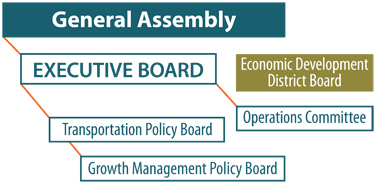 General Assembly
EXECUTIVE BOARD
Economic Development
District Board
Operations Committee
Transportation Policy Board
Growth Management Policy Board